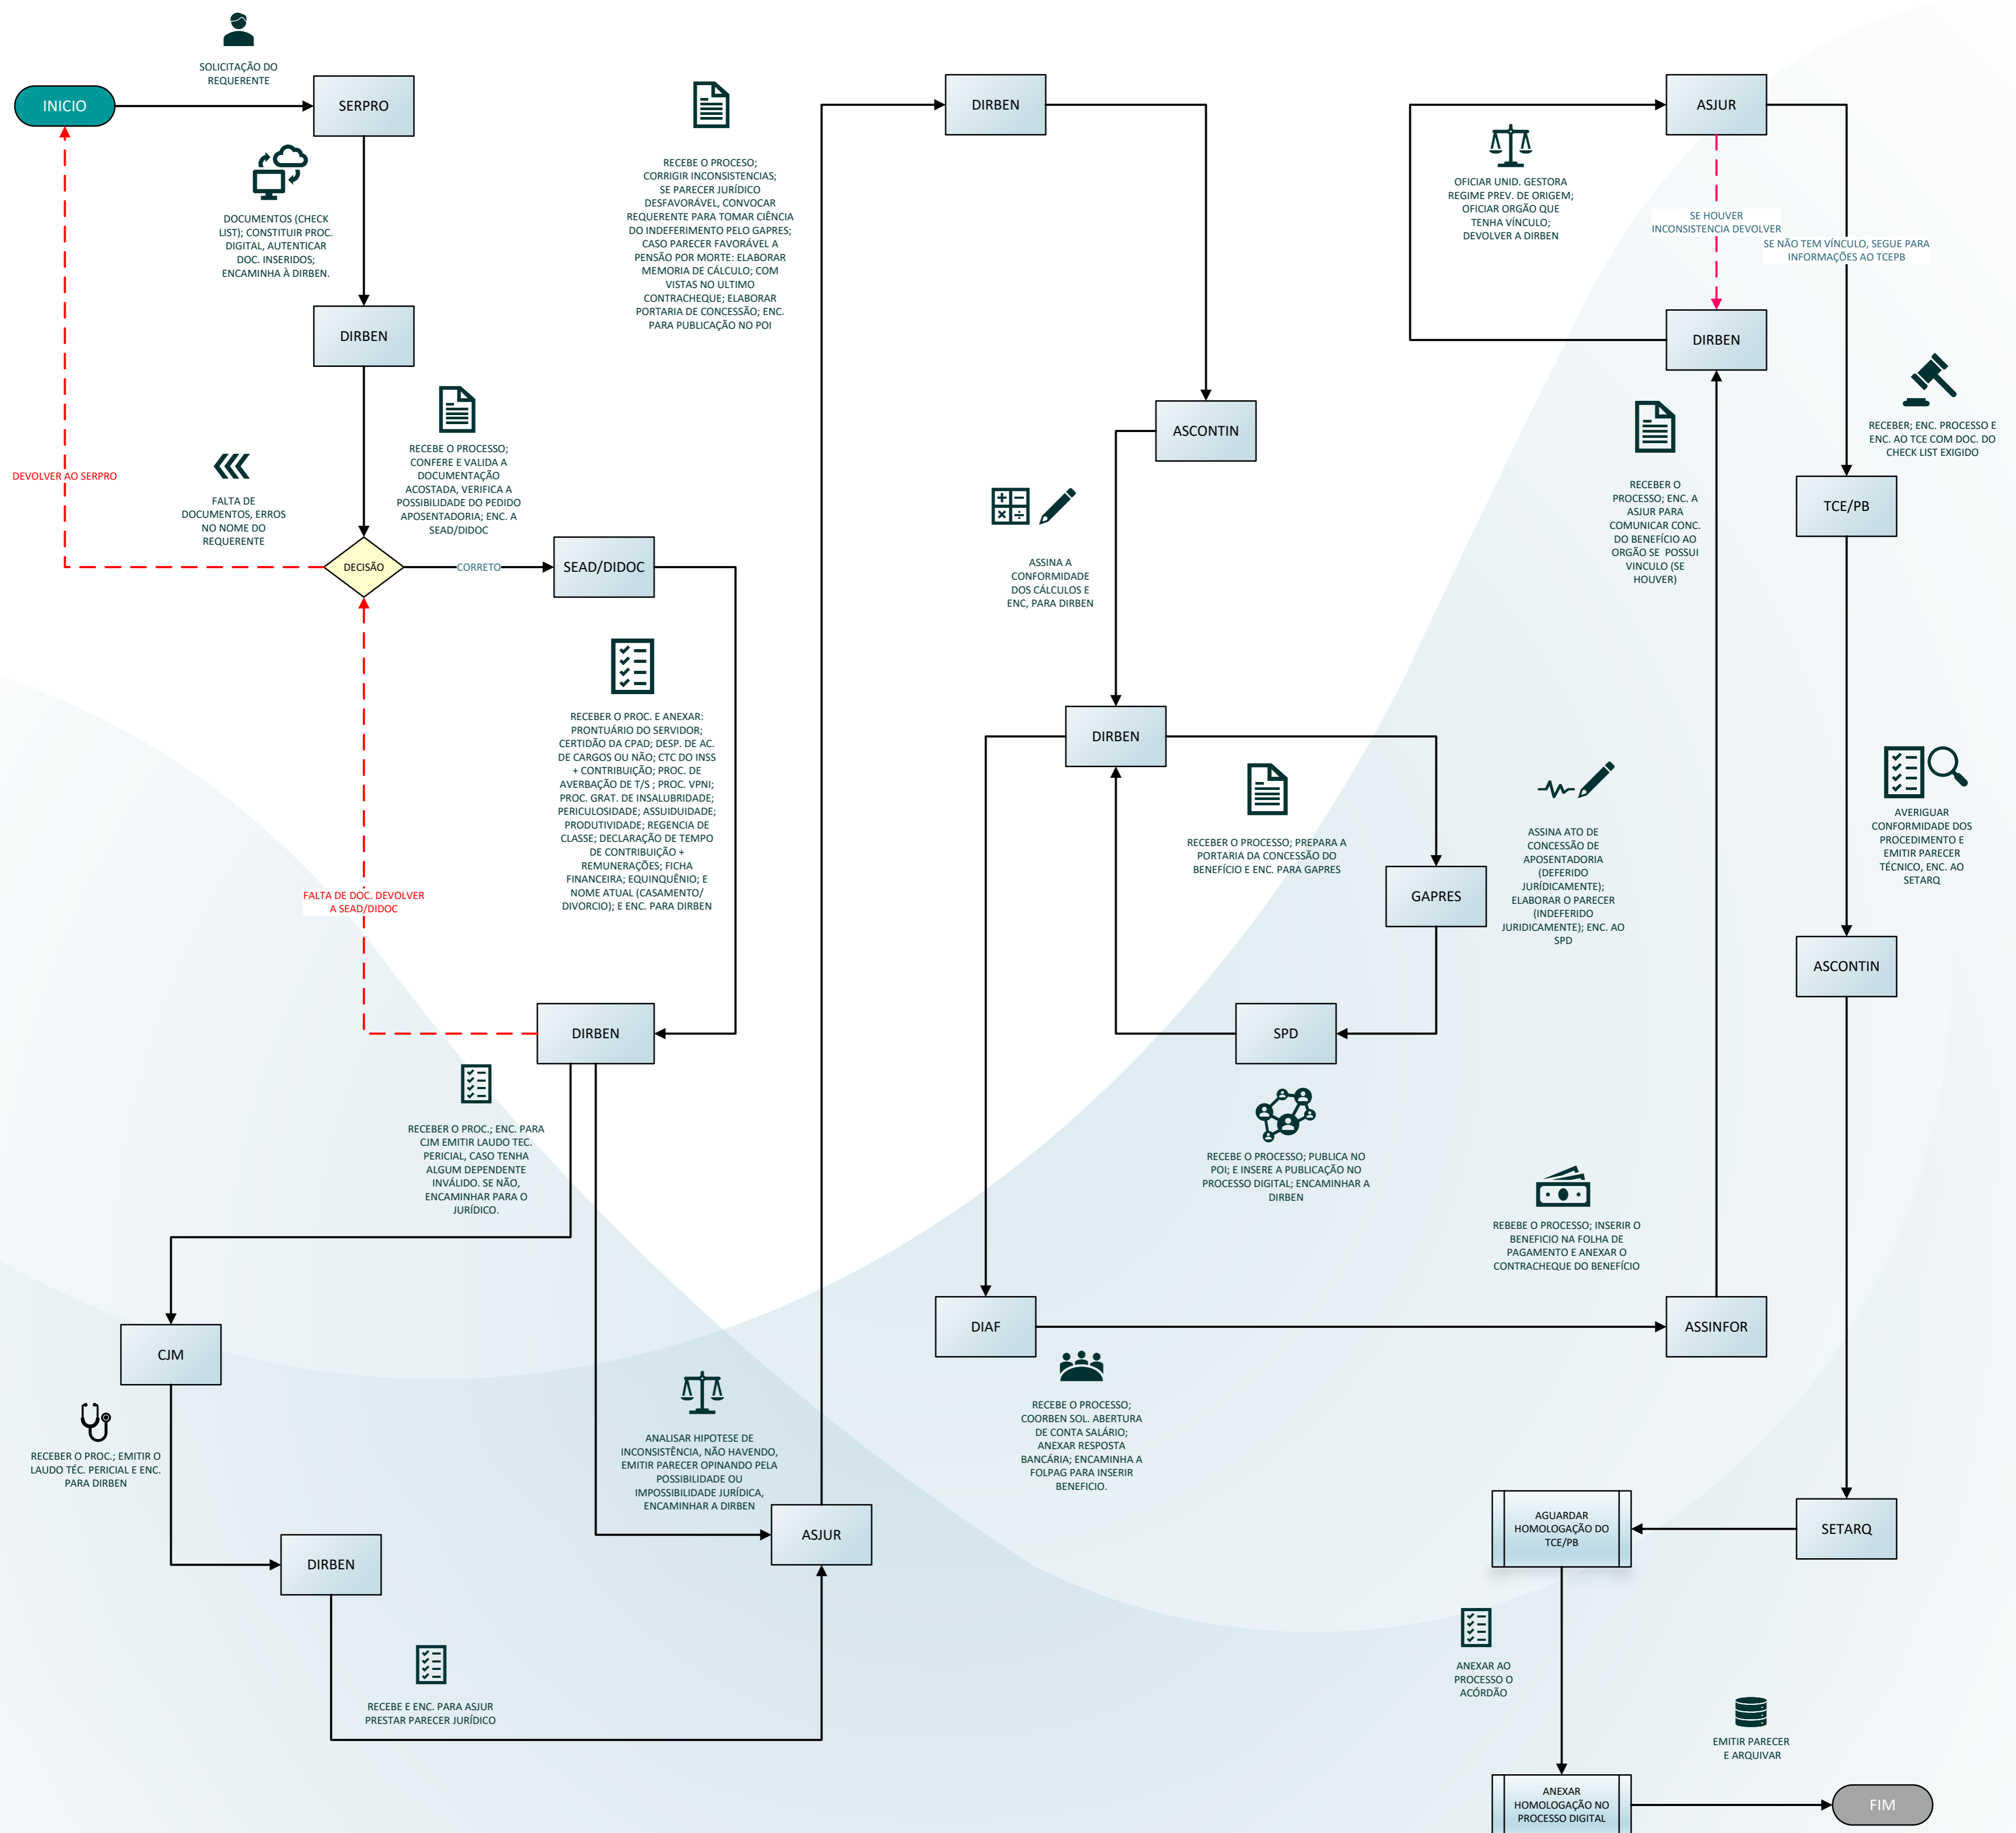 SOLICITAÇÃO DO
REQUERENTE
INICIO
SERPRO
DOCUMENTOS (CHECK
LIST); CONSTITUIR PROC.
DIGITAL, AUTENTICAR
DOC. INSERIDOS;
ENCAMINHA À DIRBEN.
DIRBEN
RECEBE O PROCESSO;
CONFERE E VALIDA A
DOCUMENTAÇÃO
ACOSTADA, VERIFICA A
POSSIBILIDADE DO PEDIDO
APOSENTADORIA; ENC. A
SEAD/DIDOC
DEVOLVER AO SERPRO
FALTA DE
DOCUMENTOS, ERROS
NO NOME DO
REQUERENTE
DECISÃO
CORRETO
SEAD/DIDOC
RECEBER O PROC. E ANEXAR:
PRONTUÁRIO DO SERVIDOR;
CERTIDÃO DA CPAD; DESP. DE AC.
DE CARGOS OU NÃO; CTC DO INSS
+ CONTRIBUIÇÃO; PROC. DE
AVERBAÇÃO DE T/S ; PROC. VPNI;
PROC. GRAT. DE INSALUBRIDADE;
PERICULOSIDADE; ASSUIDUIDADE;
PRODUTIVIDADE; REGENCIA DE
CLASSE; DECLARAÇÃO DE TEMPO
DE CONTRIBUIÇÃO +
REMUNERAÇÕES; FICHA
FINANCEIRA; EQUINQUÊNIO; E
NOME ATUAL (CASAMENTO/
DIVORCIO); E ENC. PARA DIRBEN
FALTA DE DOC. DEVOLVER
A SEAD/DIDOC
DIRBEN
RECEBER O PROC.; ENC. PARA
CJM EMITIR LAUDO TEC.
PERICIAL, CASO TENHA
ALGUM DEPENDENTE
INVÁLIDO. SE NÃO,
ENCAMINHAR PARA O
JURÍDICO.
CJM
RECEBER O PROC.; EMITIR O
LAUDO TÉC. PERICIAL E ENC.
PARA DIRBEN
DIRBEN
RECEBE E ENC. PARA ASJUR
PRESTAR PARECER JURÍDICO
ANALISAR HIPOTESE DE
INCONSISTÊNCIA, NÃO HAVENDO,
EMITIR PARECER OPINANDO PELA
POSSIBILIDADE OU
IMPOSSIBILIDADE JURÍDICA,
ENCAMINHAR A DIRBEN
ASJUR
RECEBE O PROCESO;
CORRIGIR INCONSISTENCIAS;
SE PARECER JURÍDICO
DESFAVORÁVEL, CONVOCAR
REQUERENTE PARA TOMAR CIÊNCIA
DO INDEFERIMENTO PELO GAPRES;
CASO PARECER FAVORÁVEL A
PENSÃO POR MORTE: ELABORAR
MEMORIA DE CÁLCULO; COM
VISTAS NO ULTIMO
CONTRACHEQUE; ELABORAR
PORTARIA DE CONCESSÃO; ENC.
PARA PUBLICAÇÃO NO POI
DIRBEN
ASCONTIN
ASSINA A
CONFORMIDADE
DOS CÁLCULOS E
ENC, PARA DIRBEN
DIRBEN
RECEBER O PROCESSO; PREPARA A
PORTARIA DA CONCESSÃO DO
BENEFÍCIO E ENC. PARA GAPRES
GAPRES
ASSINA ATO DE
CONCESSÃO DE
APOSENTADORIA
(DEFERIDO
JURÍDICAMENTE);
ELABORAR O PARECER
(INDEFERIDO
JURIDICAMENTE); ENC. AO
SPD
SPD
RECEBE O PROCESSO; PUBLICA NO
POI; E INSERE A PUBLICAÇÃO NO
PROCESSO DIGITAL; ENCAMINHAR A
DIRBEN
DIAF
RECEBE O PROCESSO;
COORBEN SOL. ABERTURA
DE CONTA SALÁRIO;
ANEXAR RESPOSTA
BANCÁRIA; ENCAMINHA A
FOLPAG PARA INSERIR
BENEFICIO.
REBEBE O PROCESSO; INSERIR O
BENEFICIO NA FOLHA DE
PAGAMENTO E ANEXAR O
CONTRACHEQUE DO BENEFÍCIO
ASSINFOR
RECEBER O
PROCESSO; ENC. A
ASJUR PARA
COMUNICAR CONC.
DO BENEFÍCIO AO
ORGÃO SE POSSUI
VINCULO (SE
HOUVER)
DIRBEN
OFICIAR UNID. GESTORA
REGIME PREV. DE ORIGEM;
OFICIAR ORGÃO QUE
TENHA VÍNCULO;
DEVOLVER A DIRBEN
ASJUR
SE HOUVER
INCONSISTENCIA DEVOLVER
SE NÃO TEM VÍNCULO, SEGUE PARA
INFORMAÇÕES AO TCEPB
RECEBER; ENC. PROCESSO E
ENC. AO TCE COM DOC. DO
CHECK LIST EXIGIDO
TCE/PB
AVERIGUAR
CONFORMIDADE DOS
PROCEDIMENTO E
EMITIR PARECER
TÉCNICO, ENC. AO
SETARQ
ASCONTIN
SETARQ
AGUARDAR
HOMOLOGAÇÃO DO
TCE/PB
ANEXAR AO
PROCESSO O
ACÓRDÃO
ANEXAR
HOMOLOGAÇÃO NO
PROCESSO DIGITAL
EMITIR PARECER
E ARQUIVAR
FIM